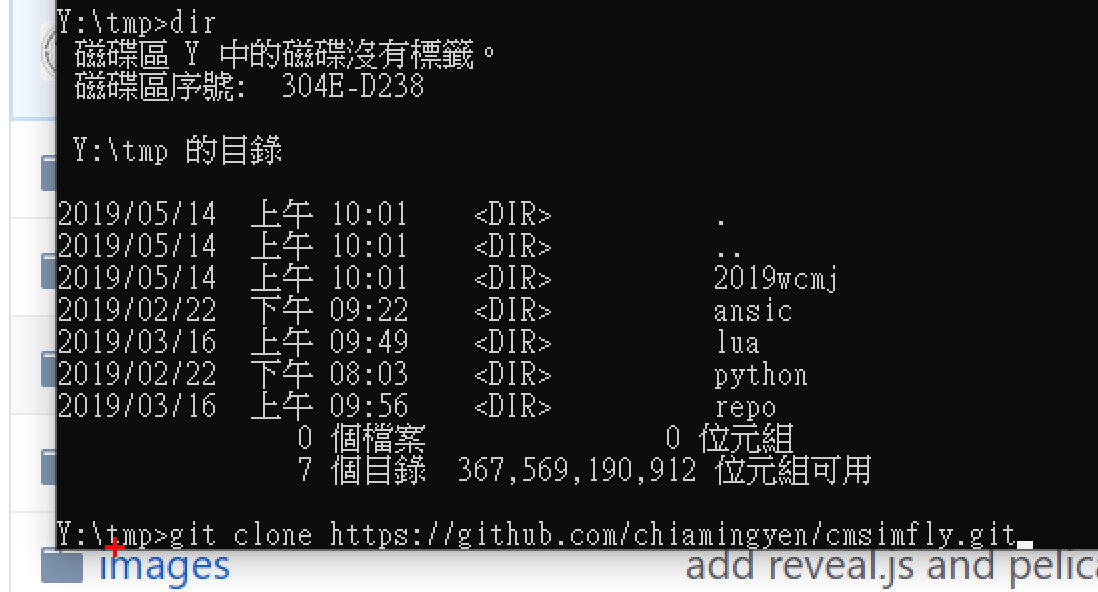 Y:\tmp>dir
磁碟區 Y 中的磁碟沒有標籤。
磁碟區序號:  304E-D238
Y:\tmp 的目錄
2019/05/14  上午 10:01    <DIR>          .
2019/05/14  上午 10:01    <DIR>          ..
2019/05/14  上午 10:01    <DIR>          2019wcmj
2019/02/22  下午 09:22    <DIR>          ansic
2019/03/16  上午 09:49    <DIR>          lua
2019/02/22  下午 08:03    <DIR>          python
2019/03/16  上午 09:56    <DIR>          repo
0 個檔案               0 位元組
7 個目錄  367,569,190,912 位元組可用
Y:\tmp>git clone https://github.com/chiamingyen/cmsimfly.git
images add reveal.js and